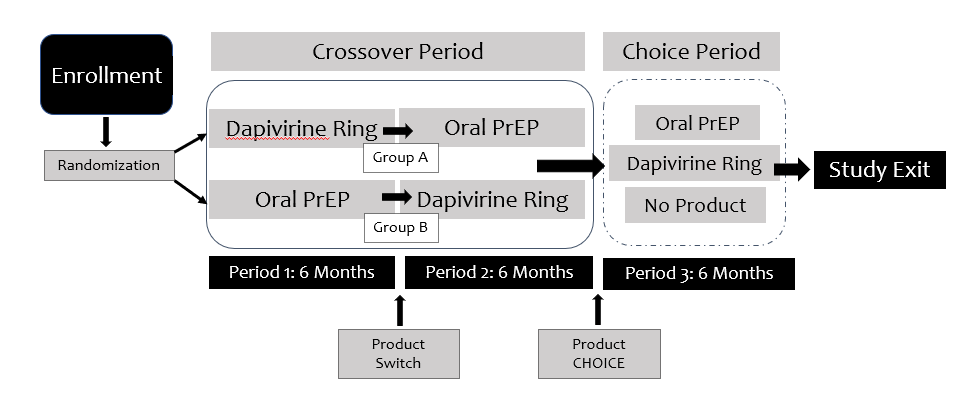 Enrollment
Randomization
Crossover Period
Choice Period
Dapivirine Ring
Oral PrEP
Group A
Oral PrEP
Dapivirine Ring
Group B
Oral PrEP
Dapivirine Ring
No Product
Study Exit
Period 1: 6 Months
Period 2: 6 Months
Period 3: 6 Months
Product
Switch
Product
CHOICE